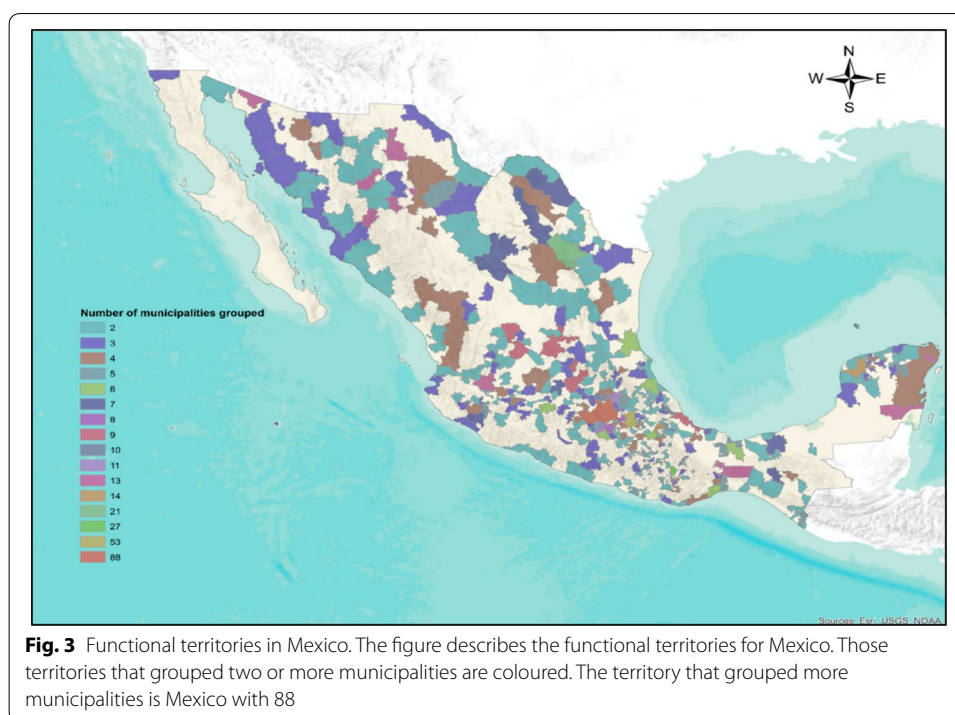 N
W E
S
Number of municipalities grouped
2
3
4
5
6
7
8
9
10
11
13
14
21
27
53
88
Sources: Esri, USGS, NOAA
Fig. 3 Functional territories in Mexico. The figure describes the functional territories for Mexico. Those
territories that grouped two or more municipalities are coloured. The territory that grouped more
municipalities is Mexico with 88